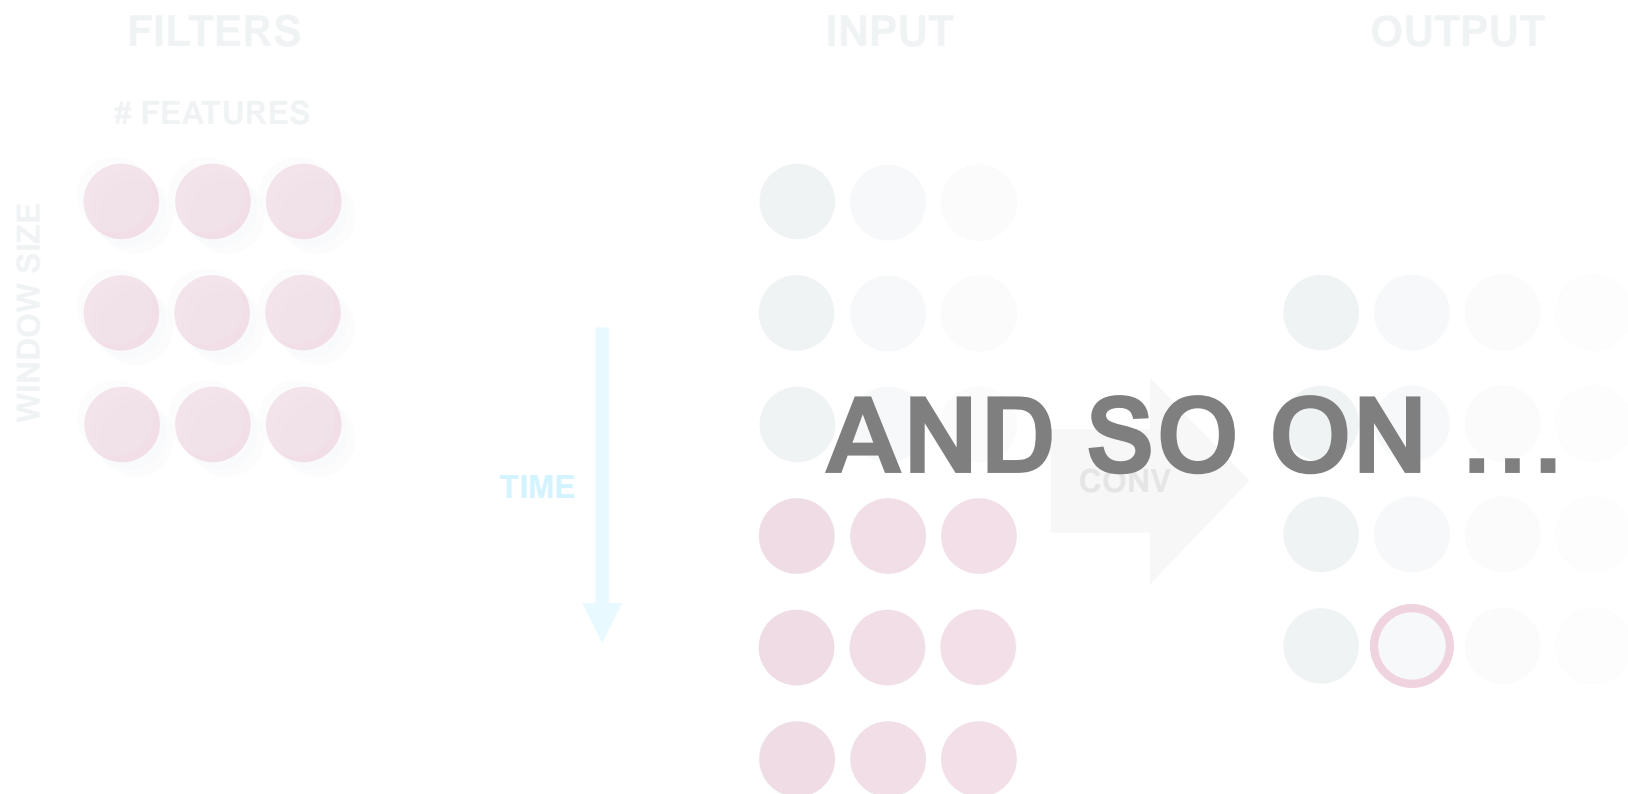 FILTERS
INPUT
OUTPUT
# FEATURES
WINDOW SIZE
TIME
AND SO ON ...
CONV